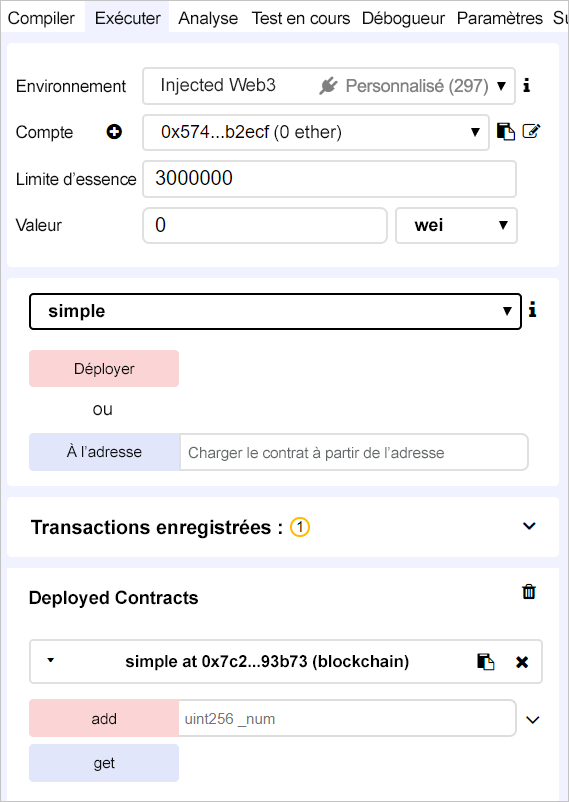 Compiler Exécuter Analyse Test en cours Débogueur Paramètres Su
Environnement Injected Web3 Personnalisé (297)
Compte 0x574...b2ecf (0 ether)
Limite d’essence 3000000
Valeur 0 wei
simple
Déployer
ou
À l’adresse Charger le contrat à partir de l’adresse
Transactions enregistrées : 1
Deployed Contracts
simple at 0x7c2...93b73 (blockchain)
add uint256 _num
get